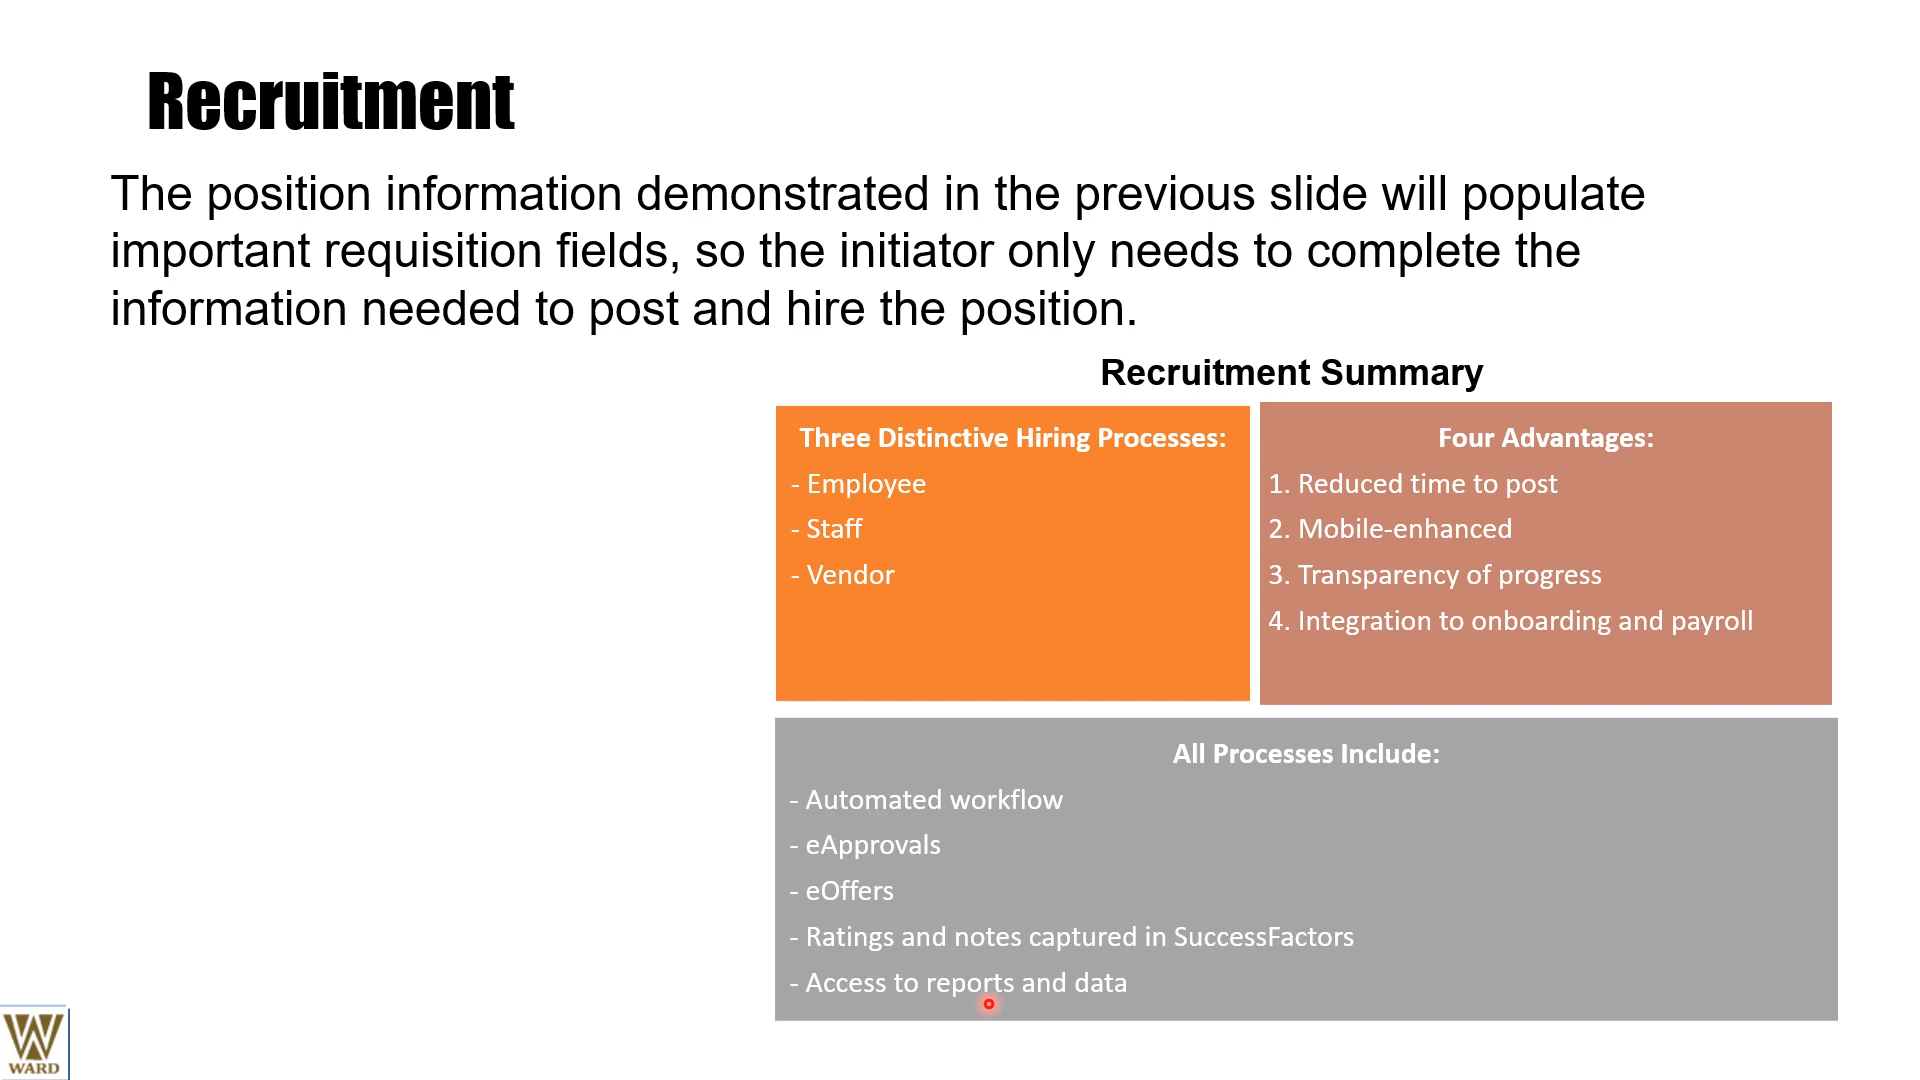 Recruitment
The position information demonstrated in the previous slide will populate
important requisition fields, so the initiator only needs to complete the
information needed to post and hire the position.
Recruitment Summary
Three Distinctive Hiring Processes:
- Employee
- Staff
- Vendor
Four Advantages:
1. Reduced time to post
2. Mobile-enhanced
3. Transparency of progress
4. Integration to onboarding and payroll
All Processes Include:
- Automated workflow
- eApprovals
- eOffers
- Ratings and notes captured in SuccessFactors
- Access to reports and data
WARD